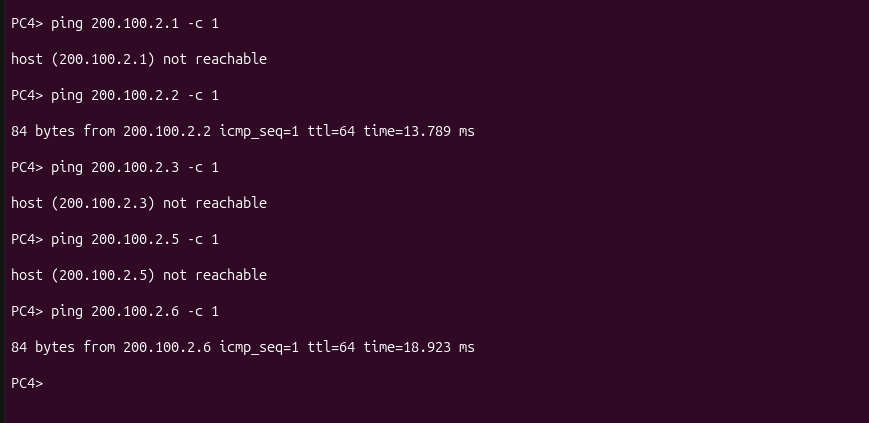 PC4> ping 200.100.2.1 -c 1
host (200.100.2.1) not reachable
PC4> ping 200.100.2.2 -c 1
84 bytes from 200.100.2.2 icmp_seq=1 ttl=64 time=13.789 ms
PC4> ping 200.100.2.3 -c 1
host (200.100.2.3) not reachable
PC4> ping 200.100.2.5 -c 1
host (200.100.2.5) not reachable
PC4> ping 200.100.2.6 -c 1
84 bytes from 200.100.2.6 icmp_seq=1 ttl=64 time=18.923 ms
PC4>